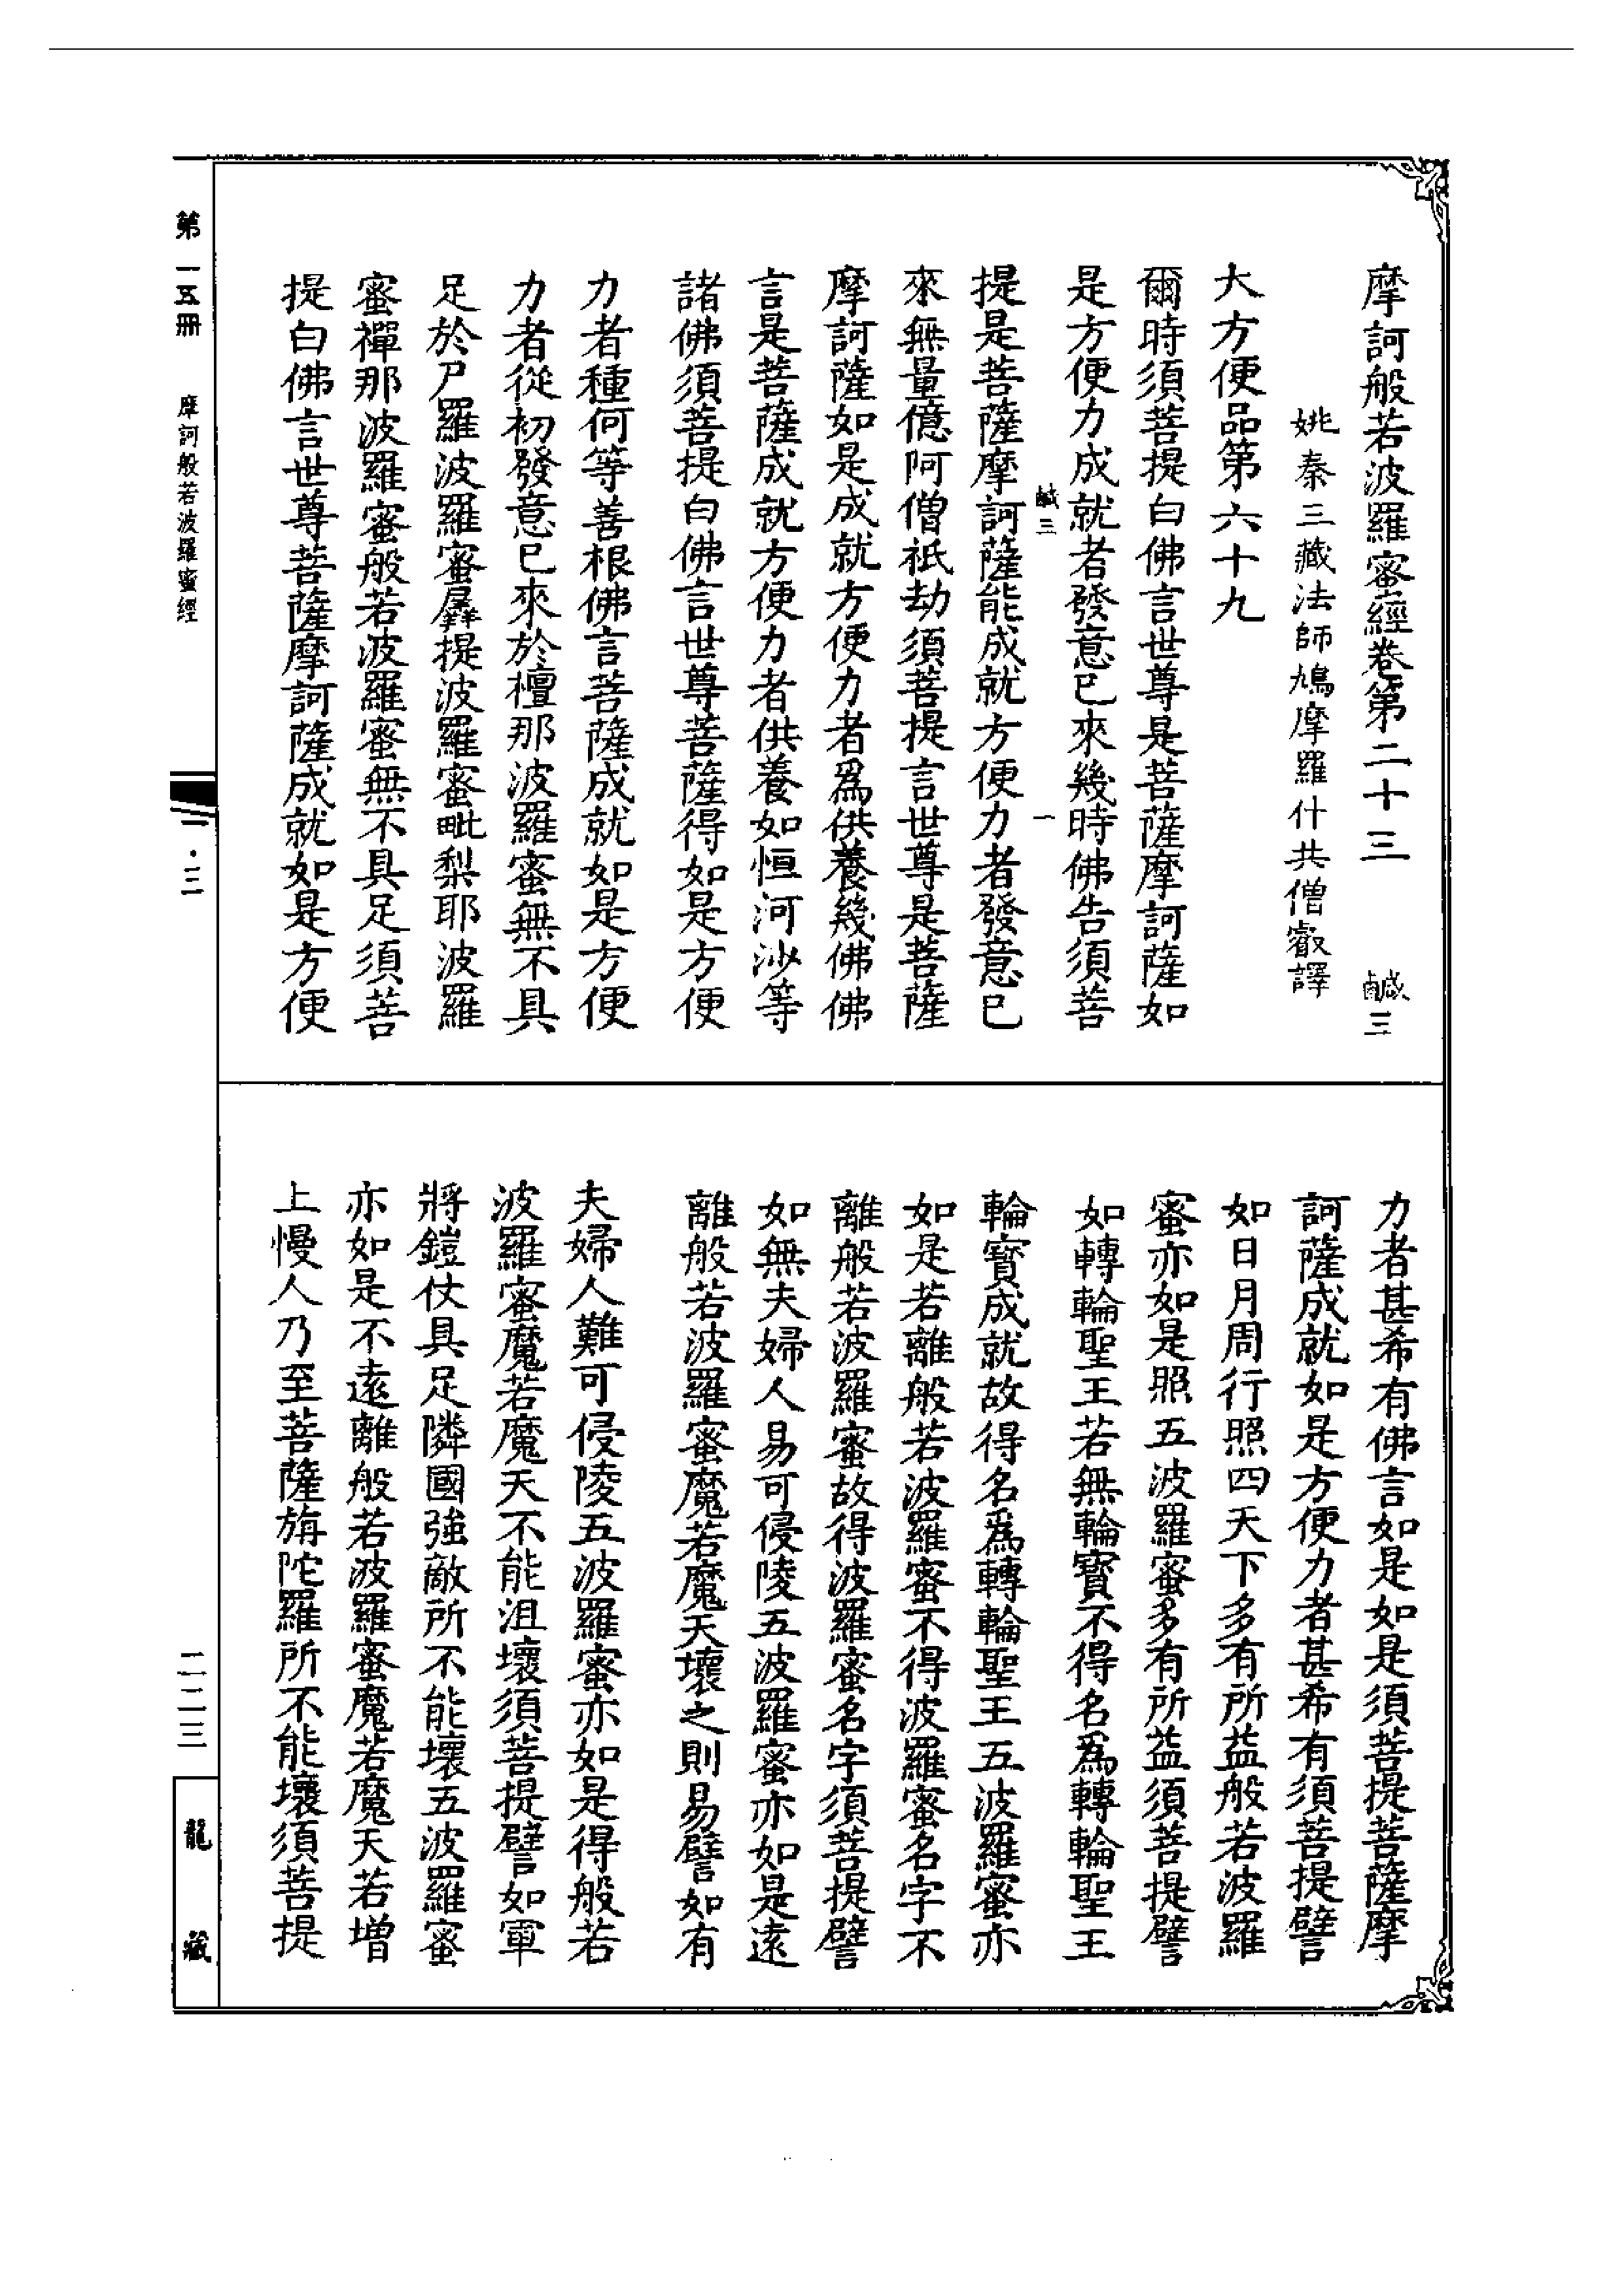 摩訶般若波羅蜜經卷第二十三 鹹三
姚秦三藏法師鳩摩羅什共僧叡譯
大方便品第六十九
爾時須菩提白佛言世尊是菩薩摩訶薩如
是方便力成就者發意已來幾時佛告須菩
鹹三 一
提是菩薩摩訶薩能成就方便力者發意已
來無量億阿僧祇劫須菩提言世尊是菩薩
摩訶薩如是成就方便力者爲供養幾佛佛
言是菩薩成就方便力者供養如恒河沙等
諸佛須菩提白佛言世尊菩薩得如是方便
力者種何等善根佛言菩薩成就如是方便
力者從初發意已來於檀那波羅蜜無不具
足於尸羅波羅蜜羼提波羅蜜毗梨耶波羅
蜜禪那波羅蜜般若波羅蜜無不具足須菩
提白佛言世尊菩薩摩訶薩成就如是方便
力者甚希有佛言如是如是須菩提菩薩摩
訶薩成就如是方便力者甚希有須菩提譬
如日月周行照四天下多有所益般若波羅
蜜亦如是照五波羅蜜多有所益須菩提譬
如轉輪聖王若無輪寶不得名爲轉輪聖王
輪寶成就故得名爲轉輪聖王五波羅蜜亦
如是若離般若波羅蜜不得波羅蜜名字不
離般若波羅蜜故得波羅蜜名字須菩提譬
如無夫婦人易可侵陵五波羅蜜亦如是遠
離般若波羅蜜魔若魔天壞之則易譬如有
夫婦人難可侵陵五波羅蜜亦如是得般若
波羅蜜魔若魔天不能沮壞須菩提譬如軍
將鎧仗具足隣國強敵所不能壞五波羅蜜
亦如是不遠離般若波羅蜜魔若魔天若增
上慢人乃至菩薩旃陀羅所不能壞須菩提
第一五冊 摩訶般若波羅蜜經 二三 龍藏